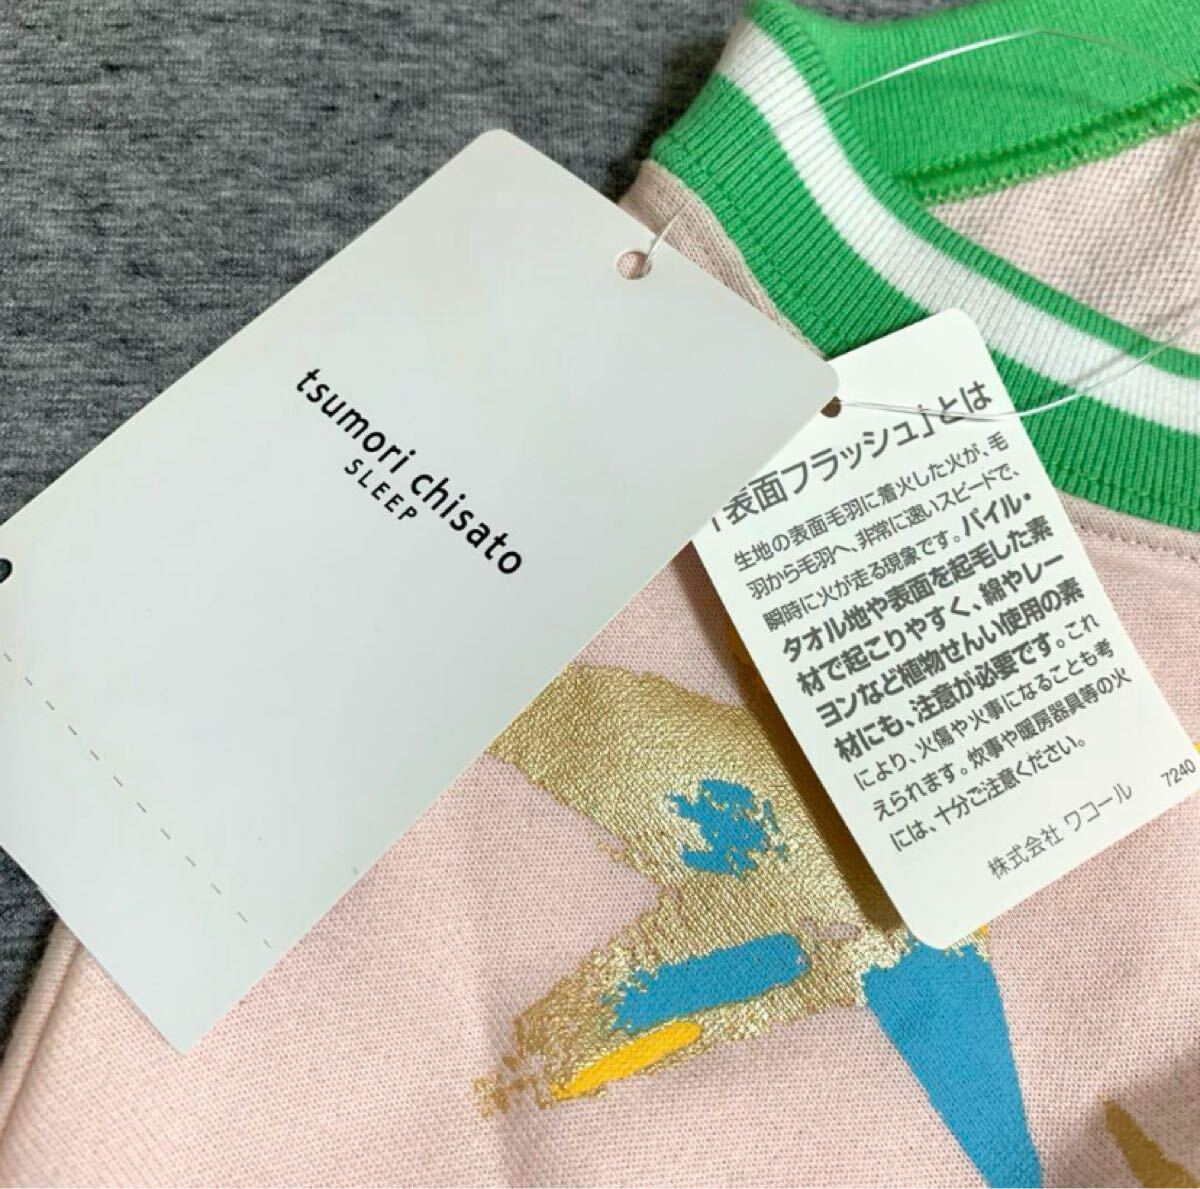 tsumori chisato
SLEEP
「表面フラッシュ」とは
生地の表面毛羽に着火した火が、毛
羽から毛羽へ、非常に速いスピードで、
瞬時に火が走る現象です。パイル・
タオル地や表面を起毛した素
材で起こりやすく、綿やレー
ヨンなど植物せんい使用の素
材にも、注意が必要です。これ
により、火傷や火事になることも考
えられます。炊事や暖房器具等の火
には、十分ご注意ください。
株式会社 ワコール 7240